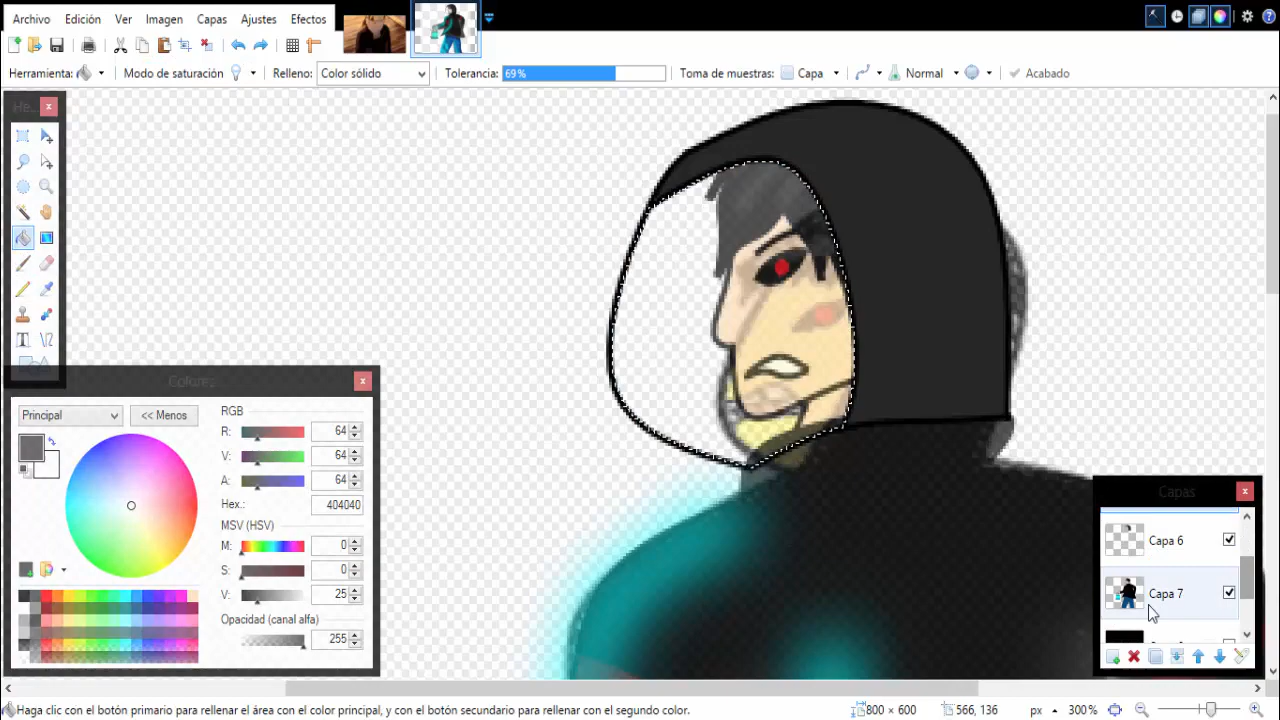 Archivo Edición Ver Imagen Capas Ajustes Efectos
Herramienta: Modo de saturación Relleno: Color sólido Tolerancia: 69% Toma de muestras: Capa Normal Acabado
He...
Colores
Principal << Menos
RGB
R: 64
V: 64
A: 64
Hex.: 404040
MSV (HSV)
M: 0
S: 0
V: 25
Opacidad (canal alfa)
255
Capas
Capa 6
Capa 7
Haga clic con el botón primario para rellenar el área con el color principal, y con el botón secundario para rellenar con el segundo color. 800 × 600 566, 136 px 300%